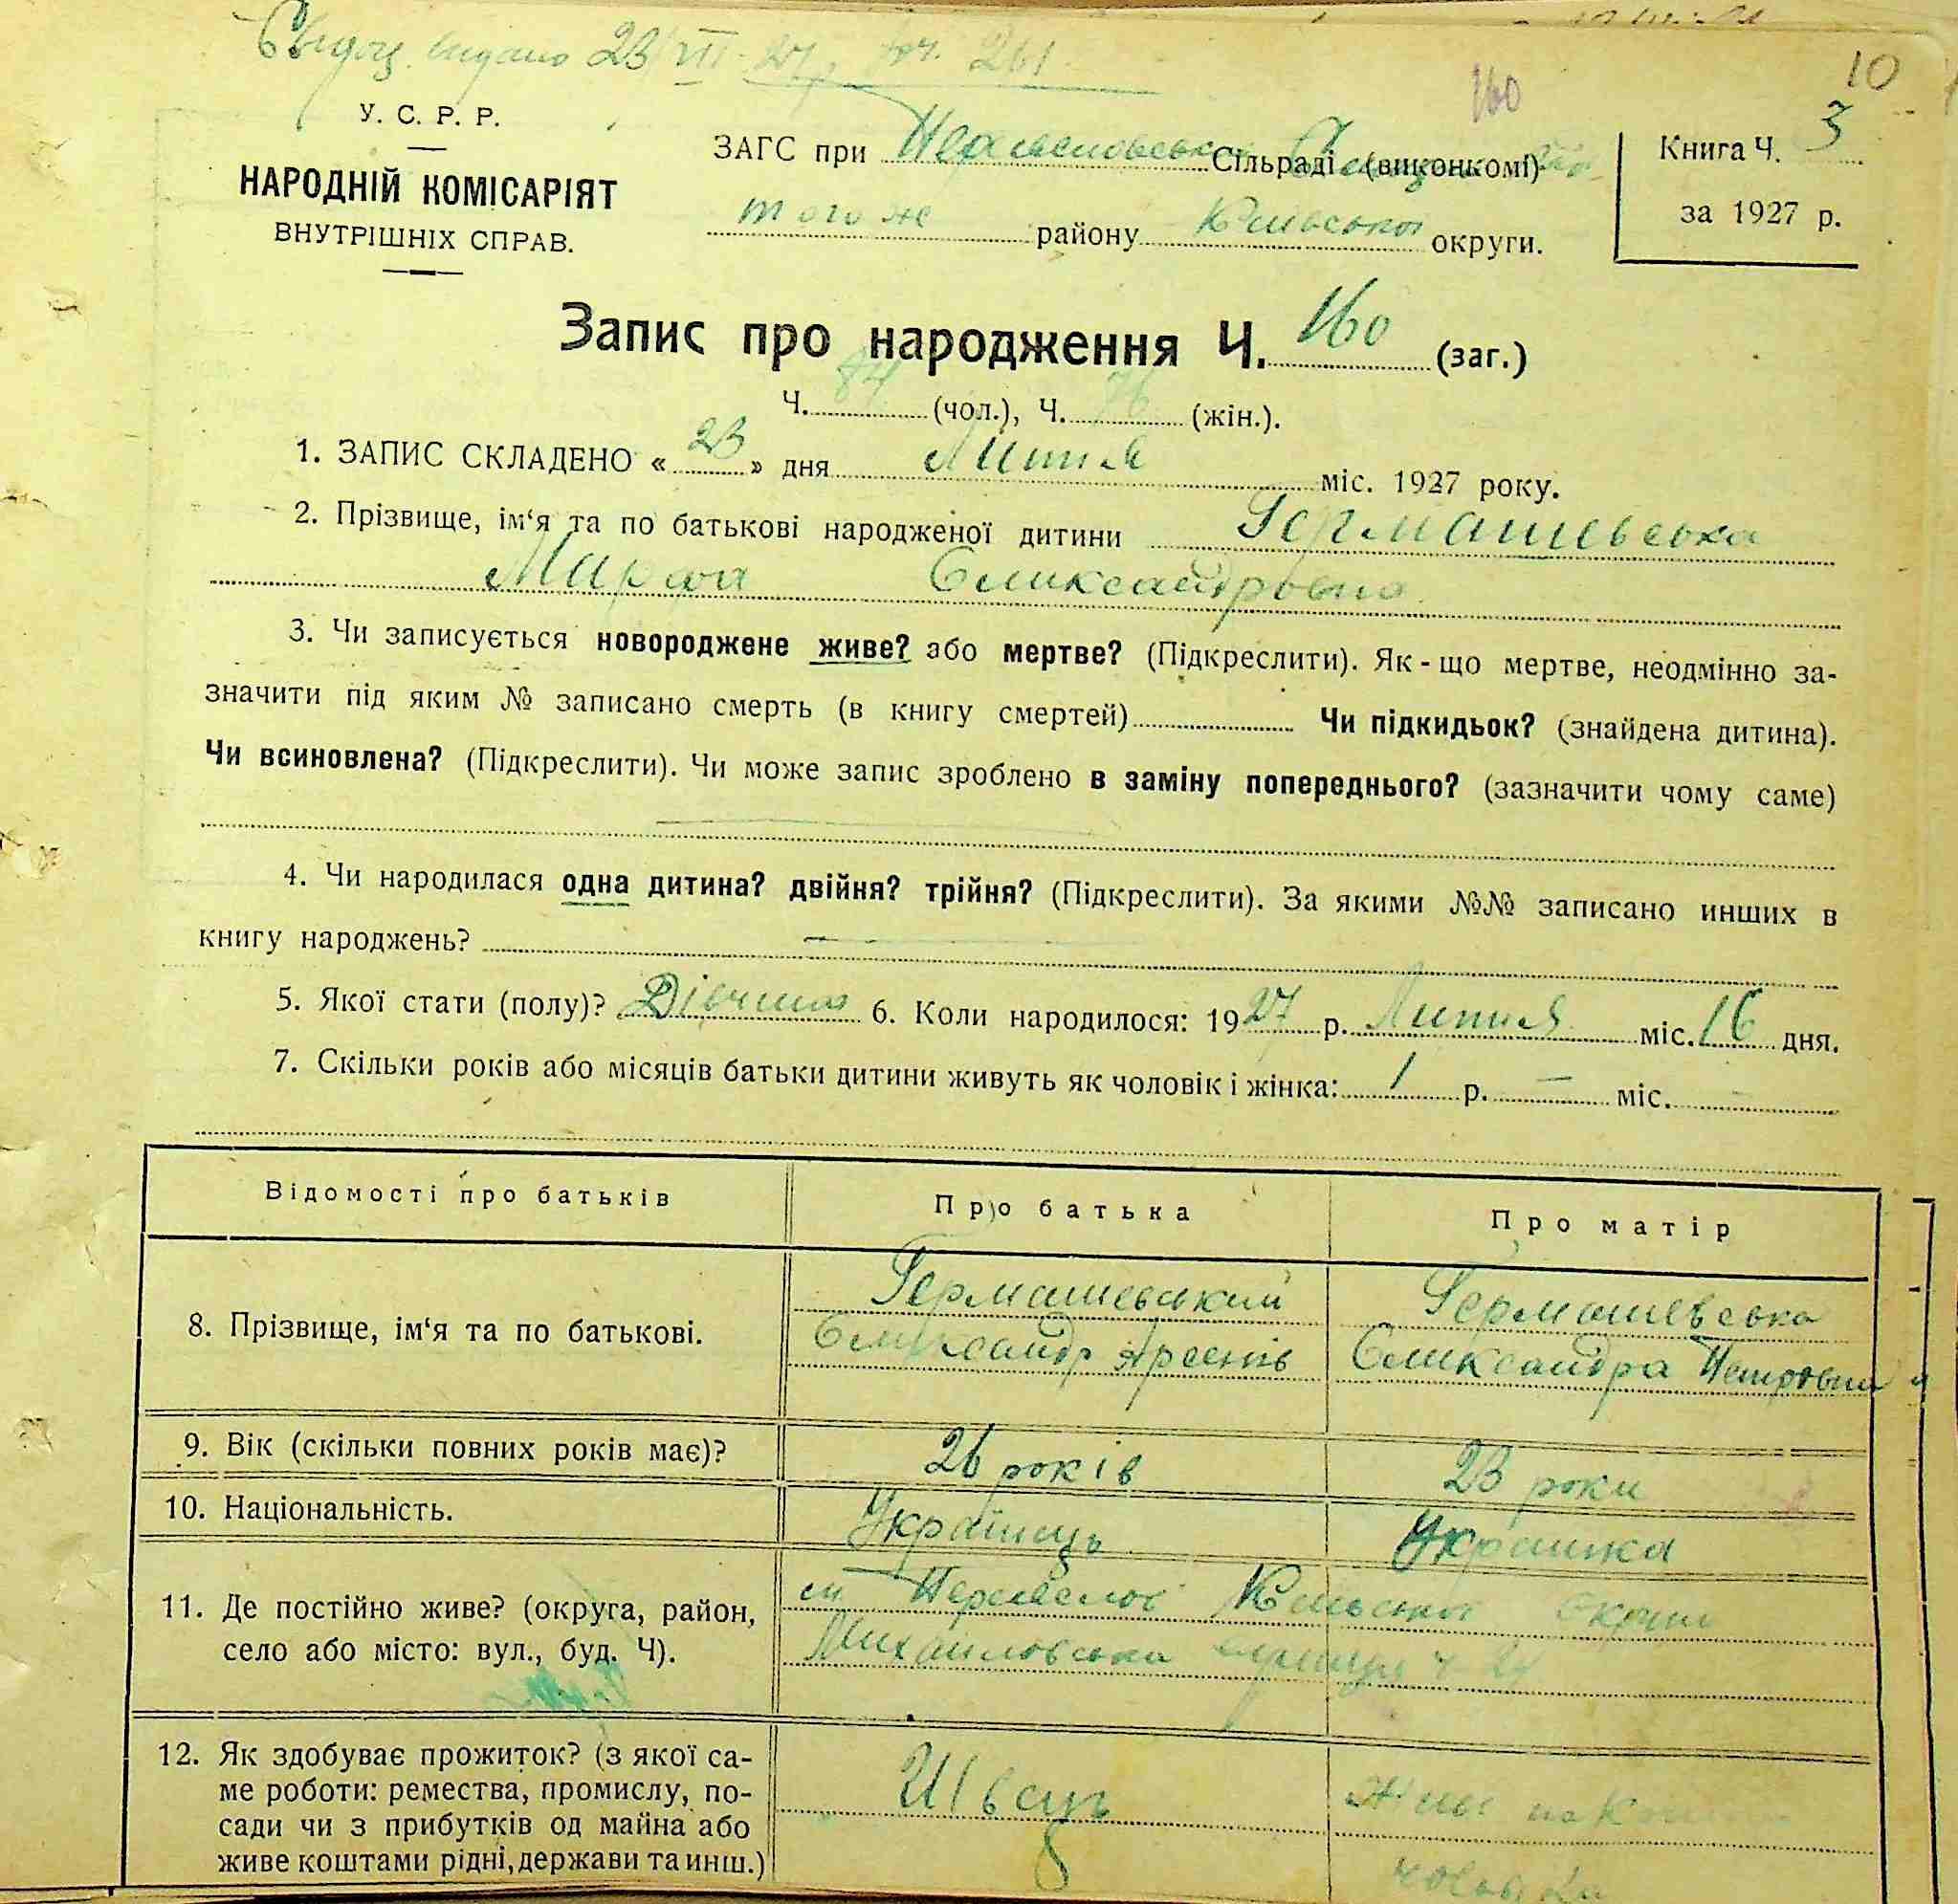 видано 23/VII-27 261
10
160
У. С. Р. Р.
НАРОДНІЙ КОМІСАРІЯТ
ВНУТРІШНІХ СПРАВ.
ЗАГС при Сільраді (виконкомі)
того ж району Київської округи.
Книга Ч. 3
за 1927 р.
Запис про народження Ч. 160 (заг.)
Ч. 84 (чол.), Ч. 76 (жін.).
1. ЗАПИС СКЛАДЕНО « 23 » дня Липня міс. 1927 року.
2. Прізвище, ім‘я та по батькові народженої дитини Гермашевська
Олександровна
3. Чи записується новороджене живе? або мертве? (Підкреслити). Як-що мертве, неодмінно за-
значити під яким № записано смерть (в книгу смертей) Чи підкидьок? (знайдена дитина).
Чи всиновлена? (Підкреслити). Чи може запис зроблено в заміну попереднього? (зазначити чому саме)
4. Чи народилася одна дитина? двійня? трійня? (Підкреслити). За якими №№ записано инших в
книгу народжень? —
5. Якої стати (полу)? Дівчина 6. Коли народилося: 1927 р. Липня міс. 16 дня.
7. Скільки років або місяців батьки дитини живуть як чоловік і жінка: 1 р. — міс.
Відомості про батьків Про батька Про матір
8. Прізвище, ім‘я та по батькові.
Гермашевський
Олександр Арсенів
Гермашевська
Олександра Петровна
9. Вік (скільки повних років має)? 26 років 23 роки
10. Національність. Українець Українка
11. Де постійно живе? (округа, район,
село або місто: вул., буд. Ч).
м Переяслов Київської Округи
Михайловська вулиця ч
12. Як здобуває прожиток? (з якої са-
ме роботи: ремества, промислу, по-
сади чи з прибутків од майна або
живе коштами рідні, держави та инш.)
Швець